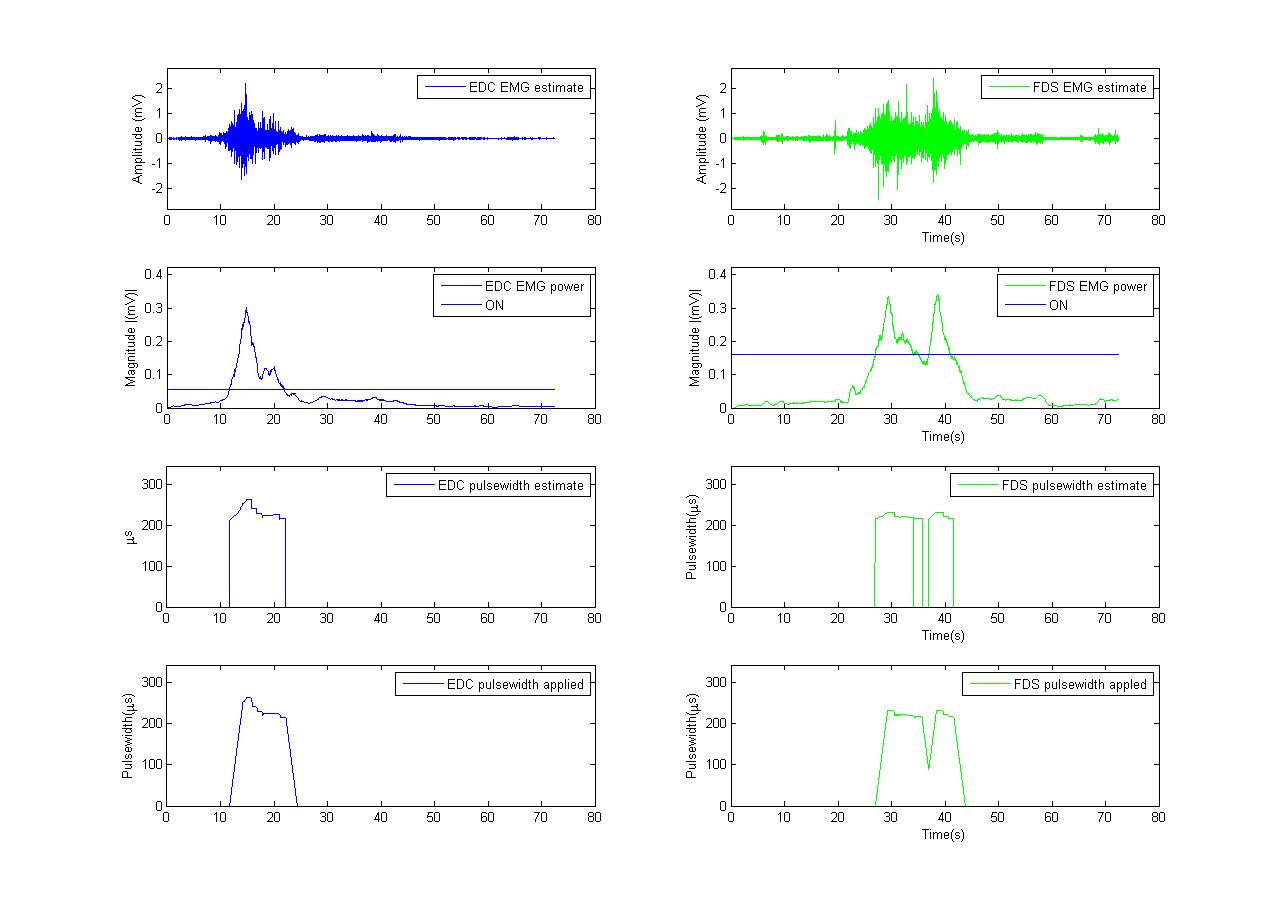 EDC EMG estimate
Amplitude (mV)
2
1
0
-1
-2
0 10 20 30 40 50 60 70 80
FDS EMG estimate
Amplitude (mV)
2
1
0
-1
-2
0 10 20 30 40 50 60 70 80
Time(s)
EDC EMG power
ON
Magnitude |(mV)|
0.4
0.3
0.2
0.1
0
0 10 20 30 40 50 60 70 80
FDS EMG power
ON
Magnitude |(mV)|
0.4
0.3
0.2
0.1
0
0 10 20 30 40 50 60 70 80
Time(s)
EDC pulsewidth estimate
μs
300
200
100
0
0 10 20 30 40 50 60 70 80
FDS pulsewidth estimate
Pulsewidth(μs)
300
200
100
0
0 10 20 30 40 50 60 70 80
Time(s)
EDC pulsewidth applied
Pulsewidth(μs)
300
200
100
0
0 10 20 30 40 50 60 70 80
FDS pulsewidth appled
Pulsewidth(μs)
300
200
100
0
0 10 20 30 40 50 60 70 80
Time(s)